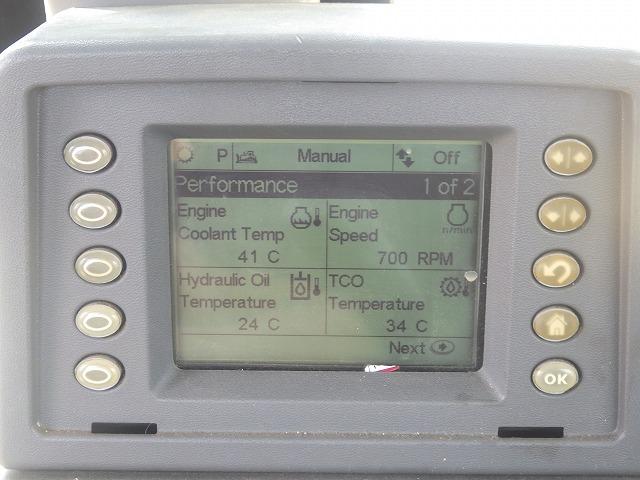 P Manual Off
Performance 1 of 2
Engine
Coolant Temp
41 C
Engine
Speed
n/min
700 RPM
Hydraulic Oil
Temperature
24 C
TCO
Temperature
34 C
Next
OK